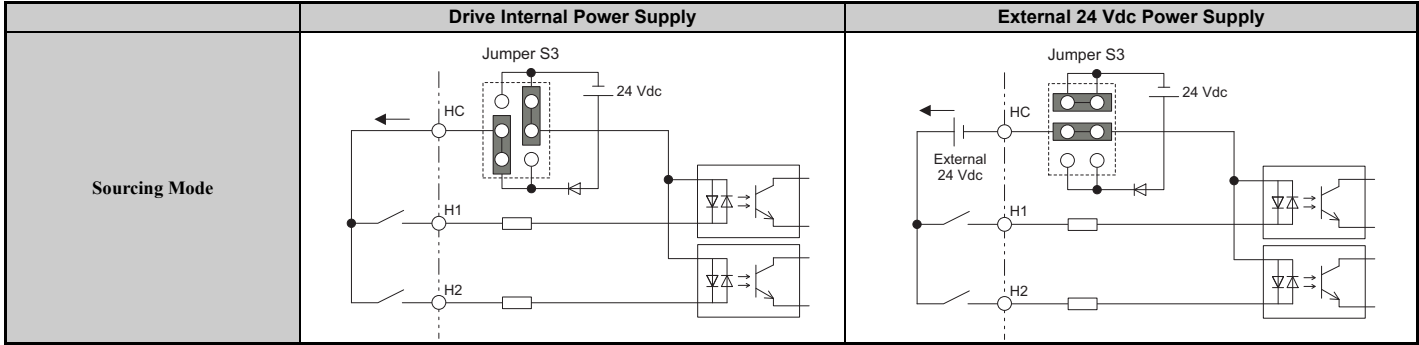 Drive Internal Power Supply
External 24 Vdc Power Supply
Sourcing Mode
Jumper S3
24 Vdc
HC
H1
H2
Jumper S3
24 Vdc
HC
External
24 Vdc
H1
H2